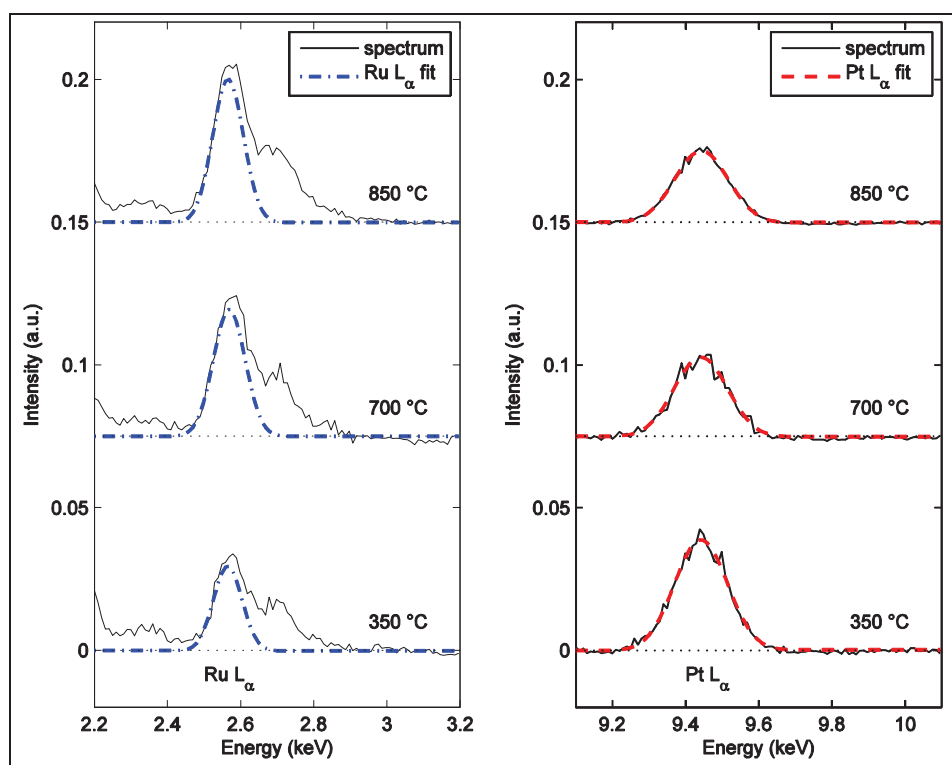 spectrum
Ru Lα fit
0.2
850 °C
0.15
Intensity (a.u.)
0.1
700 °C
0.05
350 °C
0
Ru Lα
2.2 2.4 2.6 2.8 3 3.2
Energy (keV)
spectrum
Pt Lα fit
0.2
850 °C
0.15
Intensity (a.u.)
0.1
700 °C
0.05
350 °C
0
Pt Lα
9.2 9.4 9.6 9.8 10
Energy (keV)